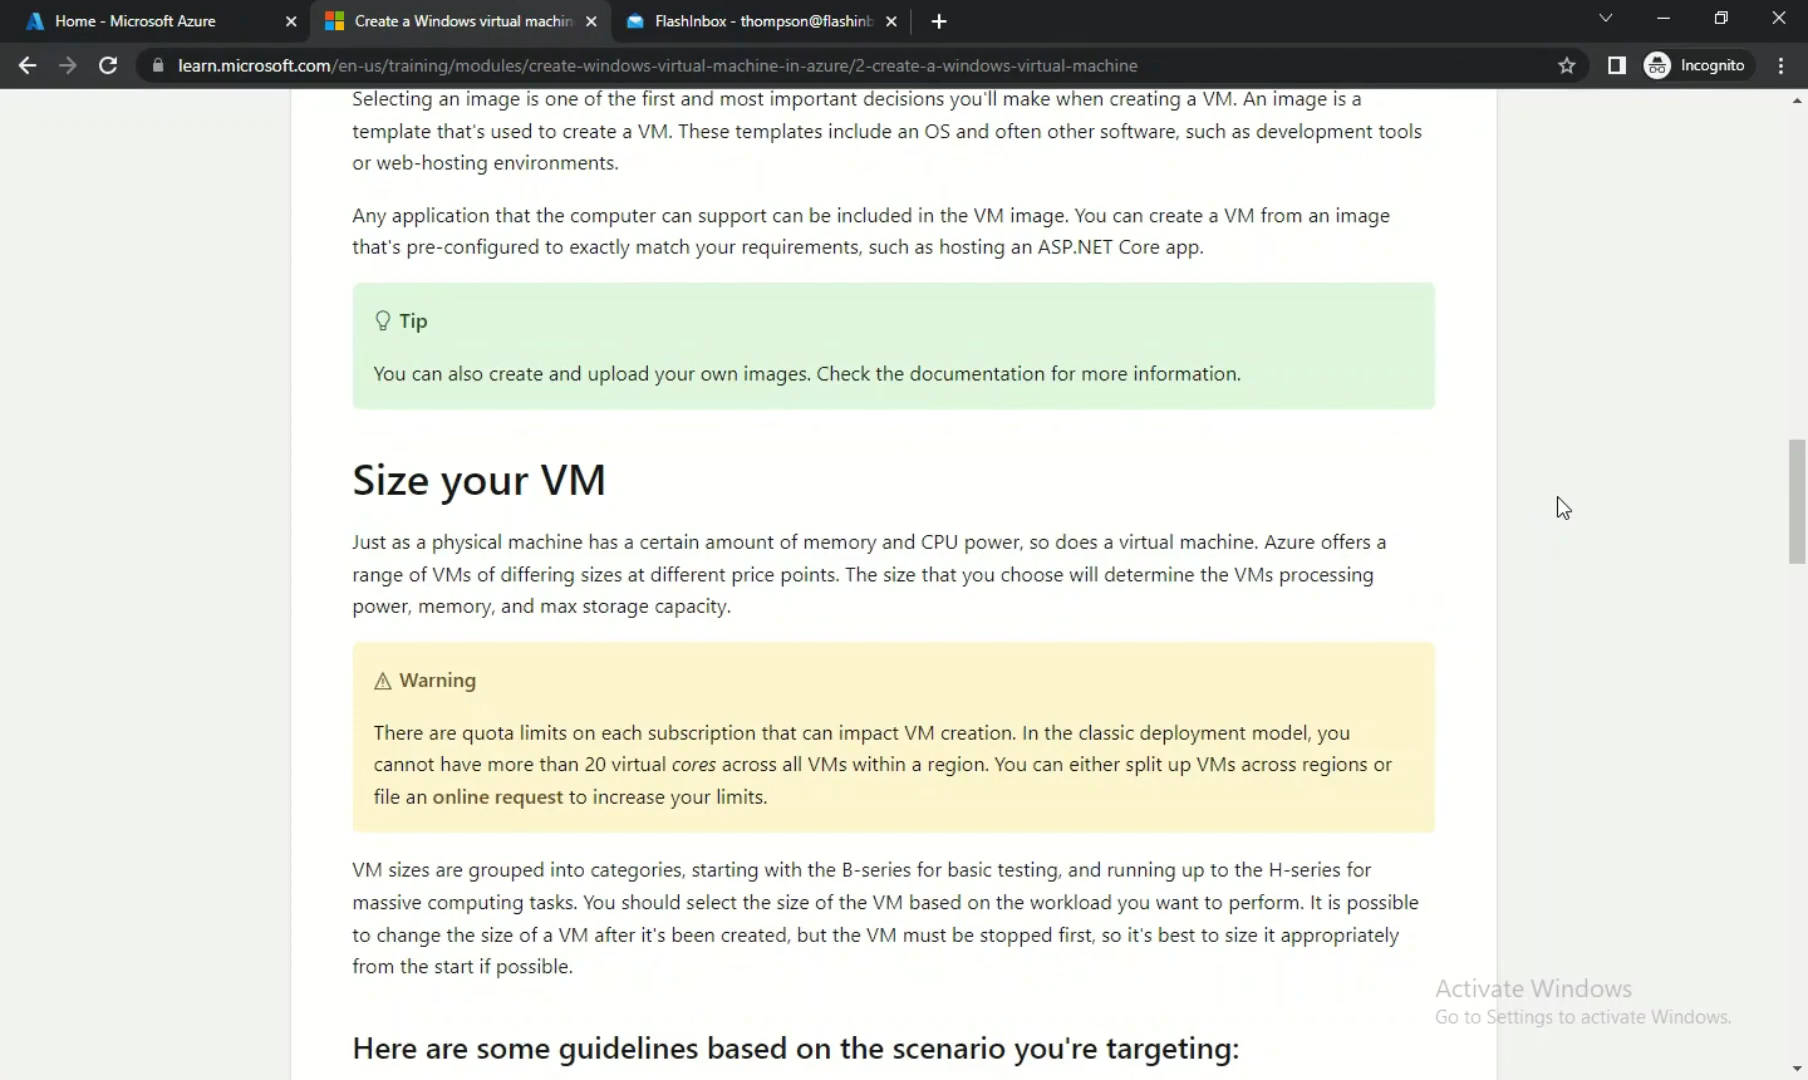 Home - Microsoft Azure
Create a Windows virtual machin
FlashInbox - thompson@flashinb
learn.microsoft.com/en-us/training/modules/create-windows-virtual-machine-in-azure/2-create-a-windows-virtual-machine
Incognito
Selecting an image is one of the first and most important decisions you'll make when creating a VM. An image is a
template that's used to create a VM. These templates include an OS and often other software, such as development tools
or web-hosting environments.
Any application that the computer can support can be included in the VM image. You can create a VM from an image
that's pre-configured to exactly match your requirements, such as hosting an ASP.NET Core app.
Tip
You can also create and upload your own images. Check the documentation for more information.
Size your VM
Just as a physical machine has a certain amount of memory and CPU power, so does a virtual machine. Azure offers a
range of VMs of differing sizes at different price points. The size that you choose will determine the VMs processing
power, memory, and max storage capacity.
Warning
There are quota limits on each subscription that can impact VM creation. In the classic deployment model, you
cannot have more than 20 virtual cores across all VMs within a region. You can either split up VMs across regions or
file an online request to increase your limits.
VM sizes are grouped into categories, starting with the B-series for basic testing, and running up to the H-series for
massive computing tasks. You should select the size of the VM based on the workload you want to perform. It is possible
to change the size of a VM after it's been created, but the VM must be stopped first, so it's best to size it appropriately
from the start if possible.
Activate Windows
Go to Settings to activate Windows.
Here are some guidelines based on the scenario you're targeting: